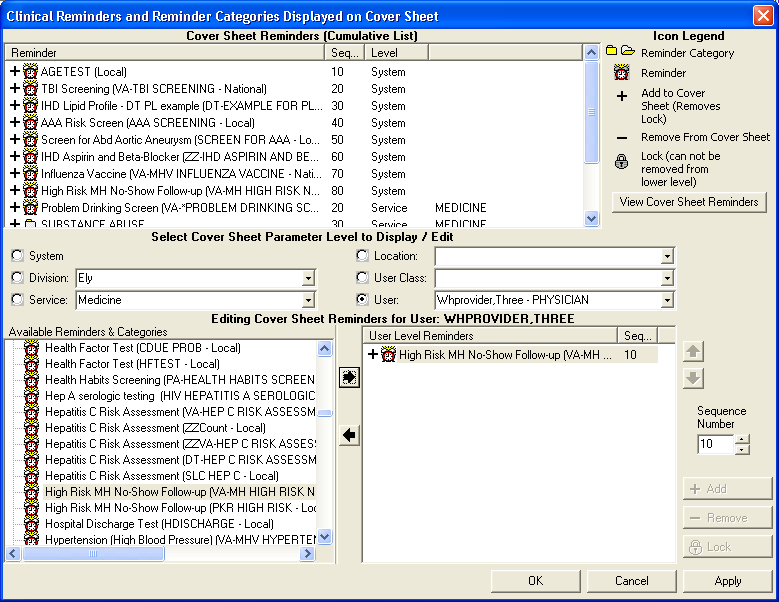 Clinical Reminders and Reminder Categories Displayed on Cover Sheet
Cover Sheet Reminders (Cumulative List)
Reminder Seq... Level
AGETEST (Local) 10 System
TBI Screening (VA-TBI SCREENING - National) 20 System
IHD Lipid Profile - DT PL example (DT-EXAMPLE FOR PL... 30 System
AAA Risk Screen (AAA SCREENING - Local) 40 System
Screen for Abd Aortic Aneurysm (SCREEN FOR AAA - Lo... 50 System
IHD Aspirin and Beta-Blocker (ZZ-IHD ASPIRIN AND BE... 60 System
Influenza Vaccine (VA-MHV INFLUENZA VACCINE - Nati... 70 System
High Risk MH No-Show Follow-up (VA-MH HIGH RISK N... 80 System
Problem Drinking Screen (VA-*PROBLEM DRINKING SC... 20 Service MEDICINE
SUBSTANCE ABUSE 30 Service MEDICINE
Icon Legend
Reminder Category
Reminder
Add to Cover
Sheet (Removes
Lock)
Remove From Cover Sheet
Lock (can not be
removed from
lower level)
View Cover Sheet Reminders
Select Cover Sheet Parameter Level to Display / Edit
System Location:
Division: Ely User Class:
Service: Medicine User: Whprovider,Three - PHYSICIAN
Editing Cover Sheet Reminders for User: WHPROVIDER,THREE
Available Reminders & Categories
Health Factor Test (CDUE PROB - Local)
Health Factor Test (HFTEST - Local)
Health Habits Screening (PA-HEALTH HABITS SCREEN
Hep A serologic testing (HIV HEPATITIS A SEROLOGIC
Hepatitis C Risk Assessment (VA-HEP C RISK ASSESSM
Hepatitis C Risk Assessment (ZZCount - Local)
Hepatitis C Risk Assessment (ZZVA-HEP C RISK ASSES
Hepatitis C Risk Assessment (DT-HEP C RISK ASSESSM
Hepatitis C Risk Assessment (SLC HEP C - Local)
High Risk MH No-Show Follow-up (VA-MH HIGH RISK N
High Risk MH No-Show Follow-up (PKR HIGH RISK - Loc
Hospital Discharge Test (HDISCHARGE - Local)
Hypertension (High Blood Pressure) (VA-MHV HYPERTEN
User Level Reminders Seq...
High Risk MH No-Show Follow-up (VA-MH ... 10
Sequence
Number
10
Add
Remove
Lock
OK Cancel Apply